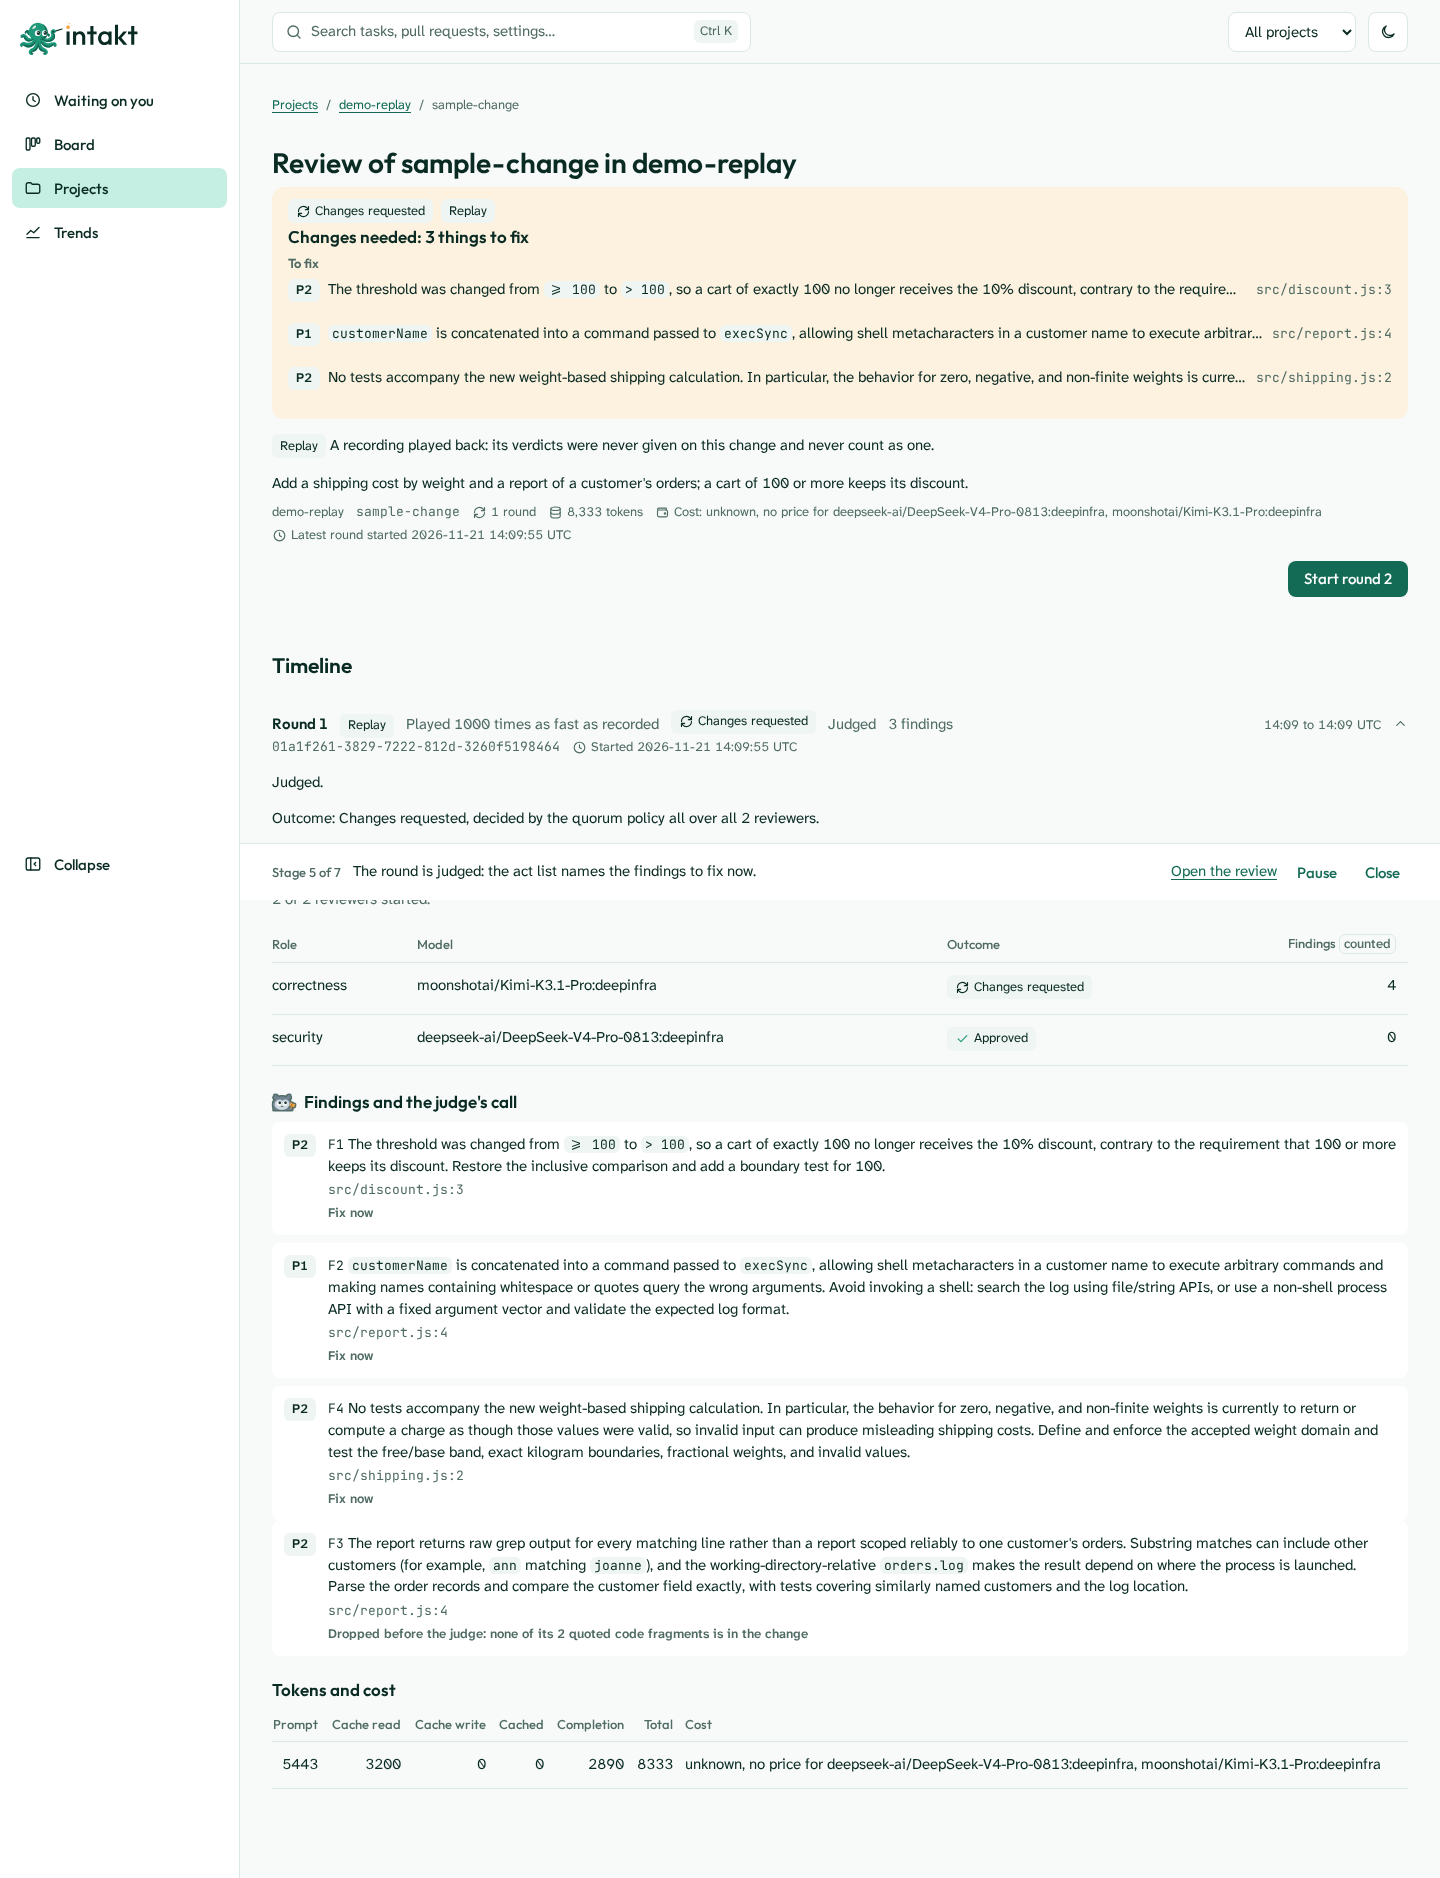 intakt
Search tasks, pull requests, settings...
Ctrl K
All projects
Waiting on you
Board
Projects
Trends
Collapse
Projects / demo-replay / sample-change
Review of sample-change in demo-replay
Changes requested Replay
Changes needed: 3 things to fix
To fix
P2 The threshold was changed from >= 100 to > 100, so a cart of exactly 100 no longer receives the 10% discount, contrary to the require... src/discount.js:3
P1 customerName is concatenated into a command passed to execSync, allowing shell metacharacters in a customer name to execute arbitrar... src/report.js:4
P2 No tests accompany the new weight-based shipping calculation. In particular, the behavior for zero, negative, and non-finite weights is curre... src/shipping.js:2
Replay A recording played back: its verdicts were never given on this change and never count as one.
Add a shipping cost by weight and a report of a customer's orders; a cart of 100 or more keeps its discount.
demo-replay sample-change 1 round 8,333 tokens Cost: unknown, no price for deepseek-ai/DeepSeek-V4-Pro-0813:deepinfra, moonshotai/Kimi-K3.1-Pro:deepinfra
Latest round started 2026-11-21 14:09:55 UTC
Start round 2
Timeline
Round 1 Replay Played 1000 times as fast as recorded Changes requested Judged 3 findings 14:09 to 14:09 UTC
01a1f261-3829-7222-812d-3260f5198464 Started 2026-11-21 14:09:55 UTC
Judged.
Outcome: Changes requested, decided by the quorum policy all over all 2 reviewers.
Stage 5 of 7 The round is judged: the act list names the findings to fix now. Open the review Pause Close
2 of 2 reviewers started.
Role Model Outcome Findings counted
correctness moonshotai/Kimi-K3.1-Pro:deepinfra Changes requested 4
security deepseek-ai/DeepSeek-V4-Pro-0813:deepinfra Approved 0
Findings and the judge's call
P2 F1 The threshold was changed from >= 100 to > 100, so a cart of exactly 100 no longer receives the 10% discount, contrary to the requirement that 100 or more
keeps its discount. Restore the inclusive comparison and add a boundary test for 100.
src/discount.js:3
Fix now
P1 F2 customerName is concatenated into a command passed to execSync, allowing shell metacharacters in a customer name to execute arbitrary commands and
making names containing whitespace or quotes query the wrong arguments. Avoid invoking a shell: search the log using file/string APIs, or use a non-shell process
API with a fixed argument vector and validate the expected log format.
src/report.js:4
Fix now
P2 F4 No tests accompany the new weight-based shipping calculation. In particular, the behavior for zero, negative, and non-finite weights is currently to return or
compute a charge as though those values were valid, so invalid input can produce misleading shipping costs. Define and enforce the accepted weight domain and
test the free/base band, exact kilogram boundaries, fractional weights, and invalid values.
src/shipping.js:2
Fix now
P2 F3 The report returns raw grep output for every matching line rather than a report scoped reliably to one customer's orders. Substring matches can include other
customers (for example, ann matching joanne), and the working-directory-relative orders.log makes the result depend on where the process is launched.
Parse the order records and compare the customer field exactly, with tests covering similarly named customers and the log location.
src/report.js:4
Dropped before the judge: none of its 2 quoted code fragments is in the change
Tokens and cost
Prompt Cache read Cache write Cached Completion Total Cost
5443 3200 0 0 2890 8333 unknown, no price for deepseek-ai/DeepSeek-V4-Pro-0813:deepinfra, moonshotai/Kimi-K3.1-Pro:deepinfra